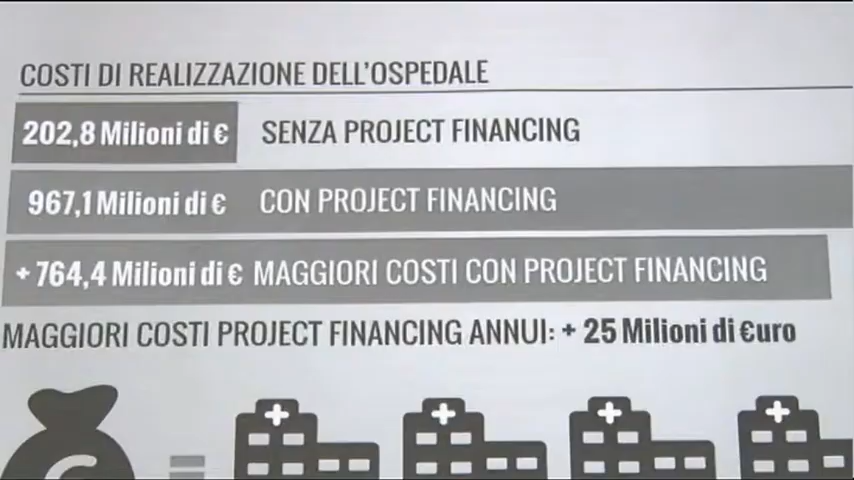 COSTI DI REALIZZAZIONE DELL'OSPEDALE
202,8 Milioni di € SENZA PROJECT FINANCING
967,1 Milioni di € CON PROJECT FINANCING
+ 764,4 Milioni di € MAGGIORI COSTI CON PROJECT FINANCING
MAGGIORI COSTI PROJECT FINANCING ANNUI: + 25 Milioni di €uro